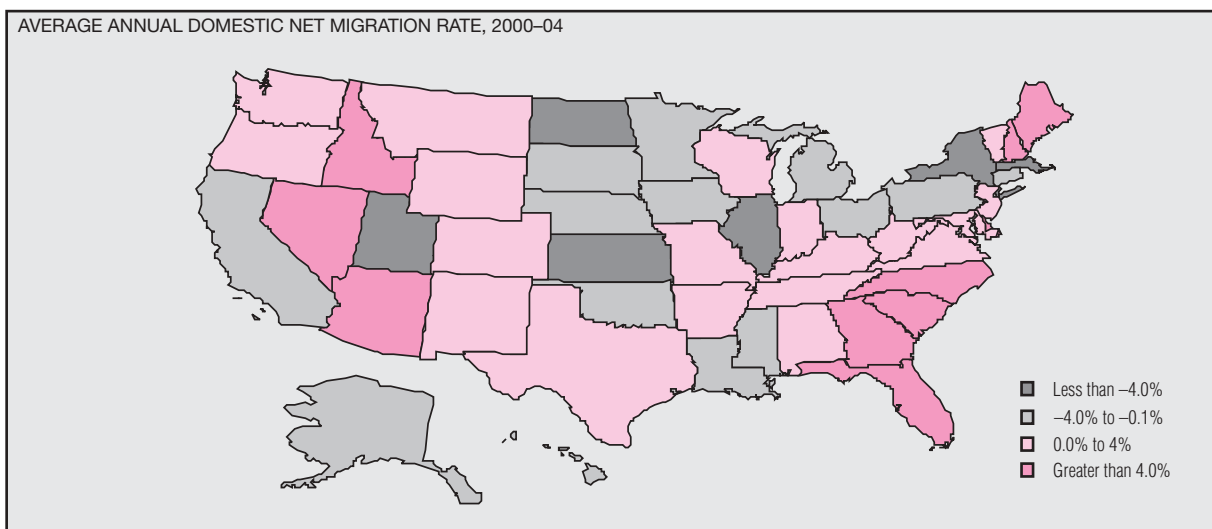 AVERAGE ANNUAL DOMESTIC NET MIGRATION RATE, 2000–04
Less than –4.0%
–4.0% to –0.1%
0.0% to 4%
Greater than 4.0%